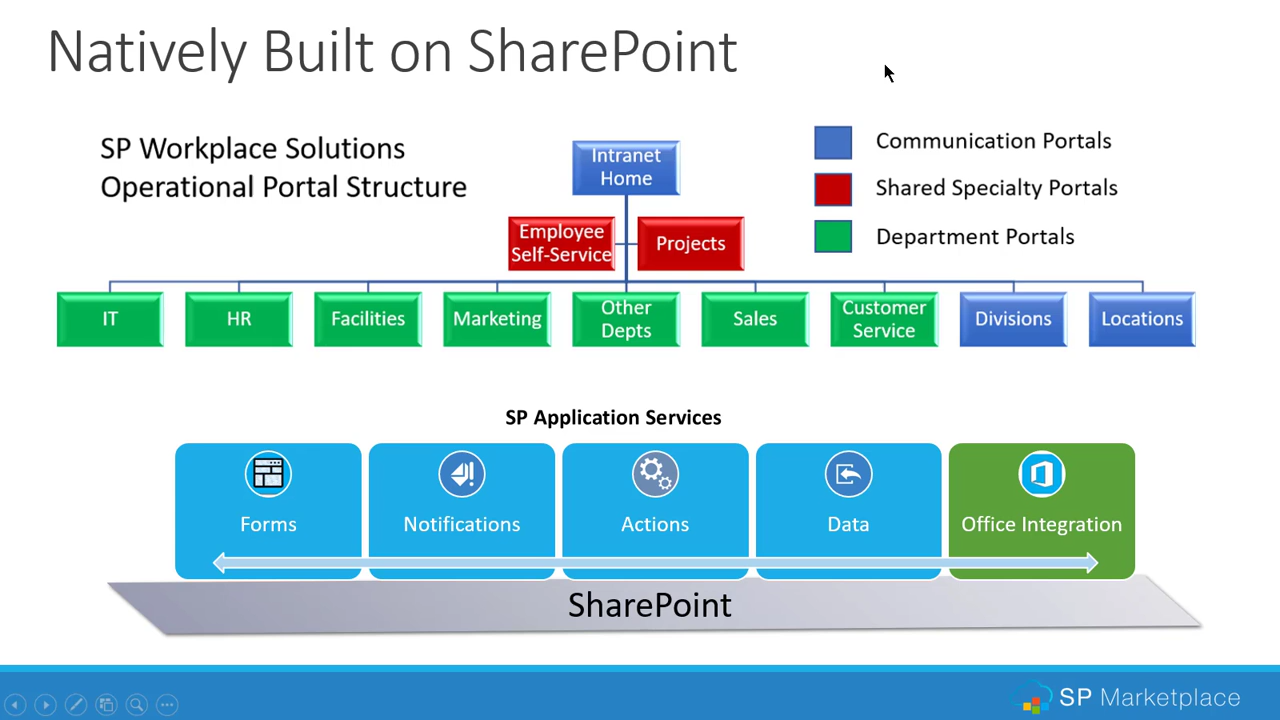 Natively Built on SharePoint
SP Workplace Solutions
Operational Portal Structure
Intranet
Home
Communication Portals
Shared Specialty Portals
Department Portals
Employee
Self-Service
Projects
IT
HR
Facilities
Marketing
Other
Depts
Sales
Customer
Service
Divisions
Locations
SP Application Services
Forms
Notifications
Actions
Data
Office Integration
SharePoint
SP Marketplace